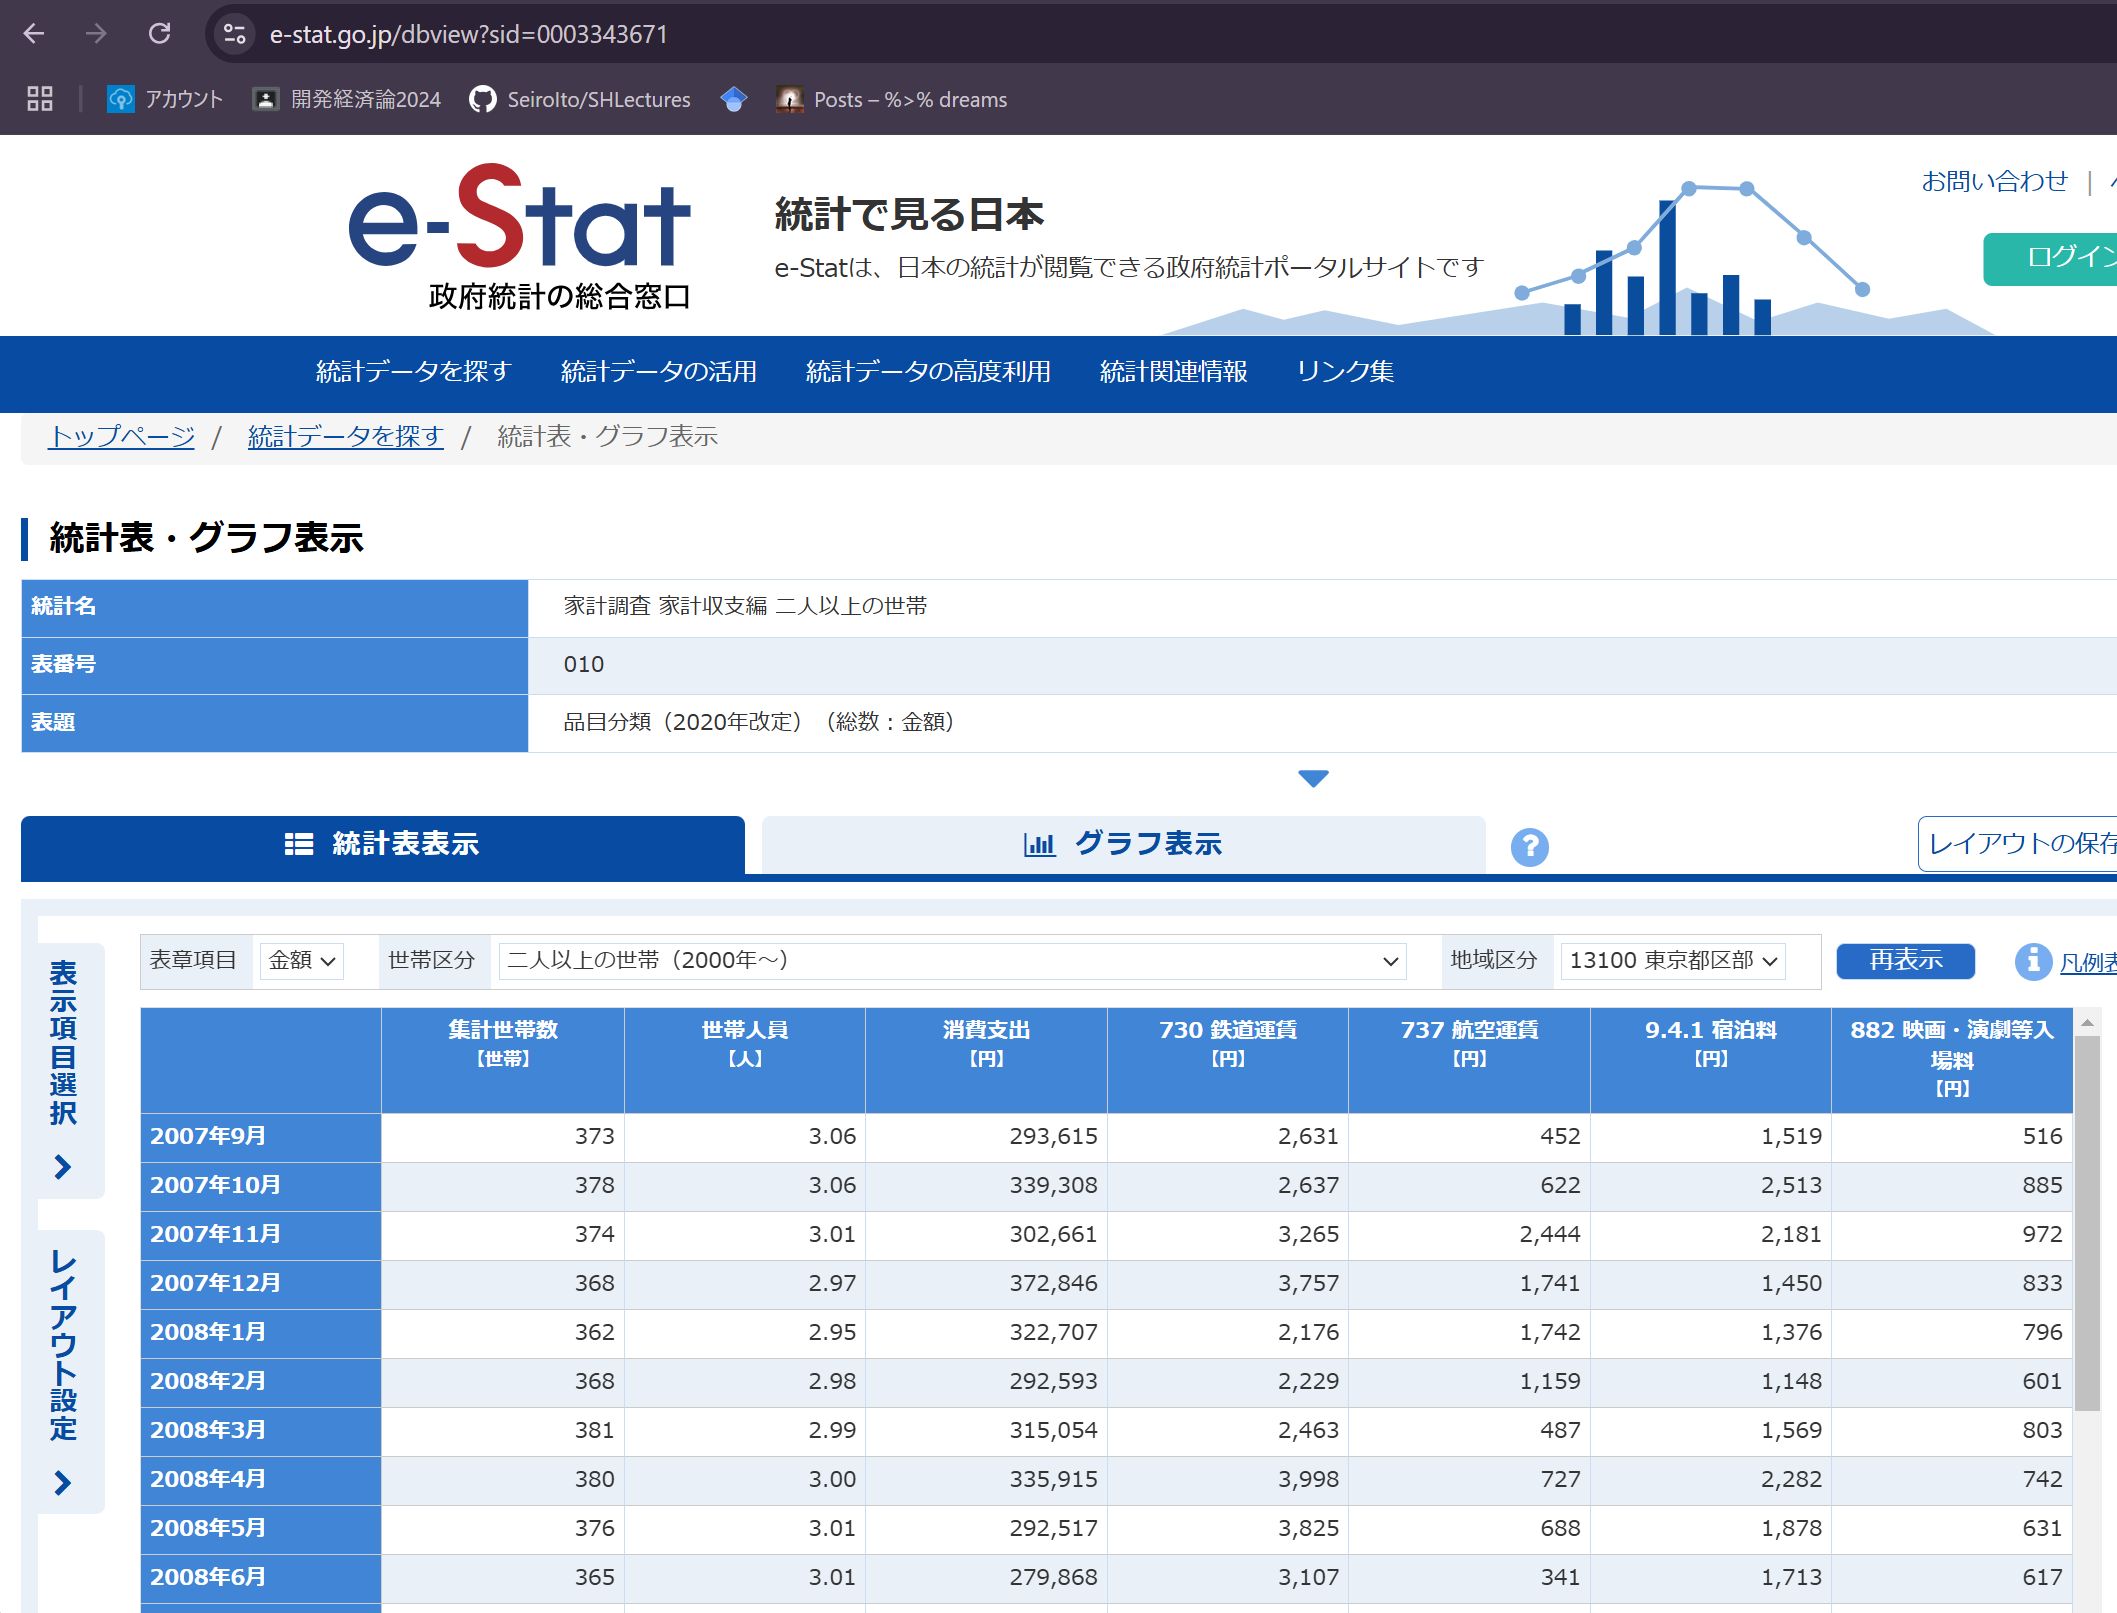 e-stat.go.jp/dbview?sid=0003343671
アカウント 開発経済論2024 SeiroIto/SHLectures Posts – %>% dreams
e-Stat
政府統計の総合窓口
統計で見る日本
e-Statは、日本の統計が閲覧できる政府統計ポータルサイトです
お問い合わせ |
ログイン
統計データを探す 統計データの活用 統計データの高度利用 統計関連情報 リンク集
トップページ / 統計データを探す / 統計表・グラフ表示
統計表・グラフ表示
統計名 家計調査 家計収支編 二人以上の世帯
表番号 010
表題 品目分類（2020年改定）（総数：金額）
統計表表示 グラフ表示 ? レイアウトの保存
表示項目選択
レイアウト設定
表章項目 金額 世帯区分 二人以上の世帯（2000年～） 地域区分 13100 東京都区部 再表示 i 凡例表
集計世帯数【世帯】 世帯人員【人】 消費支出【円】 730 鉄道運賃【円】 737 航空運賃【円】 9.4.1 宿泊料【円】 882 映画・演劇等入場料【円】
2007年9月 373 3.06 293,615 2,631 452 1,519 516
2007年10月 378 3.06 339,308 2,637 622 2,513 885
2007年11月 374 3.01 302,661 3,265 2,444 2,181 972
2007年12月 368 2.97 372,846 3,757 1,741 1,450 833
2008年1月 362 2.95 322,707 2,176 1,742 1,376 796
2008年2月 368 2.98 292,593 2,229 1,159 1,148 601
2008年3月 381 2.99 315,054 2,463 487 1,569 803
2008年4月 380 3.00 335,915 3,998 727 2,282 742
2008年5月 376 3.01 292,517 3,825 688 1,878 631
2008年6月 365 3.01 279,868 3,107 341 1,713 617